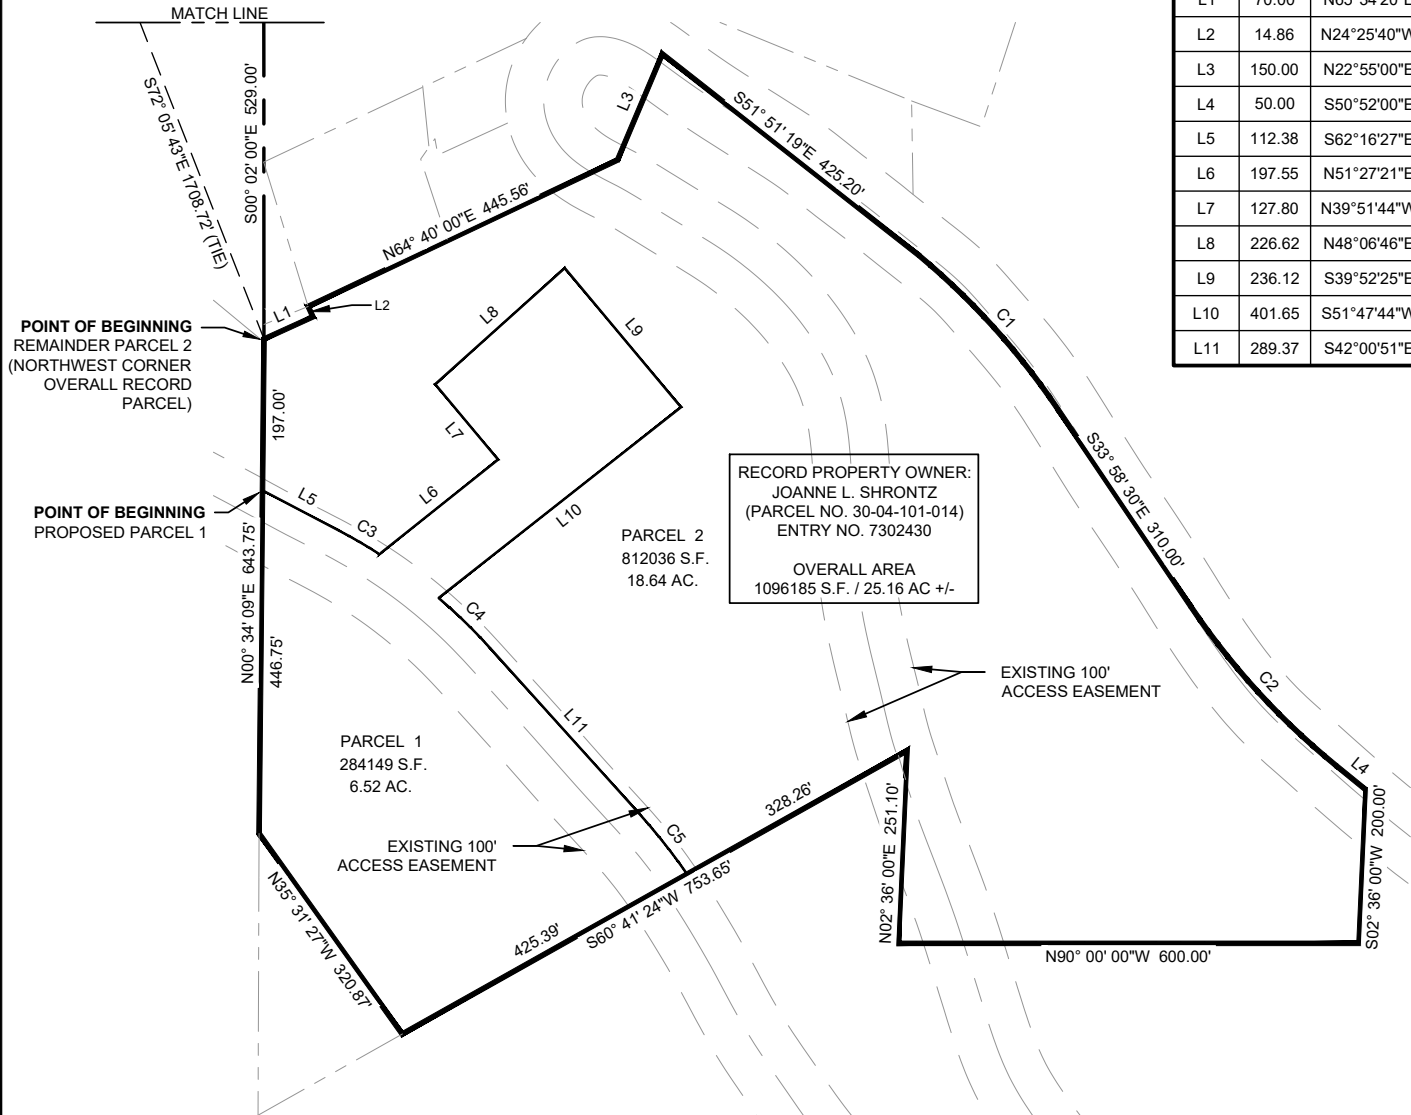 MATCH LINE
S72° 05' 43"E 1708.72' (TIE)
S00° 02' 00"E 529.00'
L3
S51° 51' 19"E 425.20'
N64° 40' 00"E 445.56'
L1
L2
POINT OF BEGINNING
REMAINDER PARCEL 2
(NORTHWEST CORNER
OVERALL RECORD
PARCEL)
197.00'
L8
L9
C1
L7
L6
L10
L5
C3
POINT OF BEGINNING
PROPOSED PARCEL 1
S33° 58' 30"E 310.00'
RECORD PROPERTY OWNER:
JOANNE L. SHRONTZ
(PARCEL NO. 30-04-101-014)
ENTRY NO. 7302430
OVERALL AREA
1096185 S.F. / 25.16 AC +/-
PARCEL 2
812036 S.F.
18.64 AC.
N00° 34' 09"E 643.75'
446.75'
C4
L11
C2
L4
EXISTING 100'
ACCESS EASEMENT
PARCEL 1
284149 S.F.
6.52 AC.
EXISTING 100'
ACCESS EASEMENT
C5
328.26'
N02° 36' 00"E 251.10'
S02° 36' 00"W 200.00'
N35° 31' 27"W 320.87'
425.39'
S60° 41' 24"W 753.65'
N90° 00' 00"W 600.00'
L2 14.86 N24°25'40"W
L3 150.00 N22°55'00"E
L4 50.00 S50°52'00"E
L5 112.38 S62°16'27"E
L6 197.55 N51°27'21"E
L7 127.80 N39°51'44"W
L8 226.62 N48°06'46"E
L9 236.12 S39°52'25"E
L10 401.65 S51°47'44"W
L11 289.37 S42°00'51"E